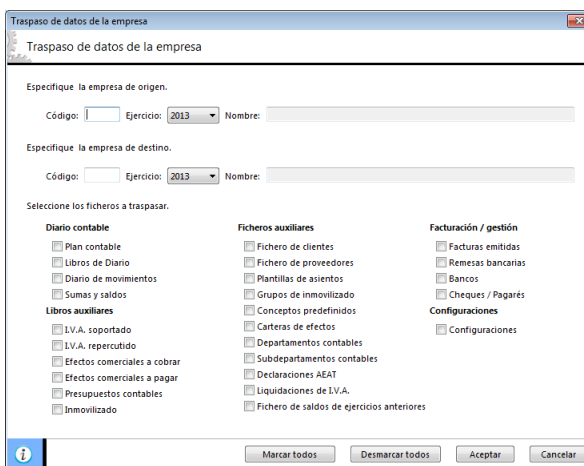 Traspaso de datos de la empresa
Traspaso de datos de la empresa
Especifique la empresa de origen.
Código: Ejercicio: 2013 Nombre:
Especifique la empresa de destino.
Código: Ejercicio: 2013 Nombre:
Seleccione los ficheros a traspasar.
Diario contable
Plan contable
Libros de Diario
Diario de movimientos
Sumas y saldos
Libros auxiliares
I.V.A. soportado
I.V.A. repercutido
Efectos comerciales a cobrar
Efectos comerciales a pagar
Presupuestos contables
Inmovilizado
Ficheros auxiliares
Fichero de clientes
Fichero de proveedores
Plantillas de asientos
Grupos de inmovilizado
Conceptos predefinidos
Carteras de efectos
Departamentos contables
Subdepartamentos contables
Declaraciones AEAT
Liquidaciones de I.V.A.
Fichero de saldos de ejercicios anteriores
Facturación / gestión
Facturas emitidas
Remesas bancarias
Bancos
Cheques / Pagarés
Configuraciones
Configuraciones
Marcar todos Desmarcar todos Aceptar Cancelar